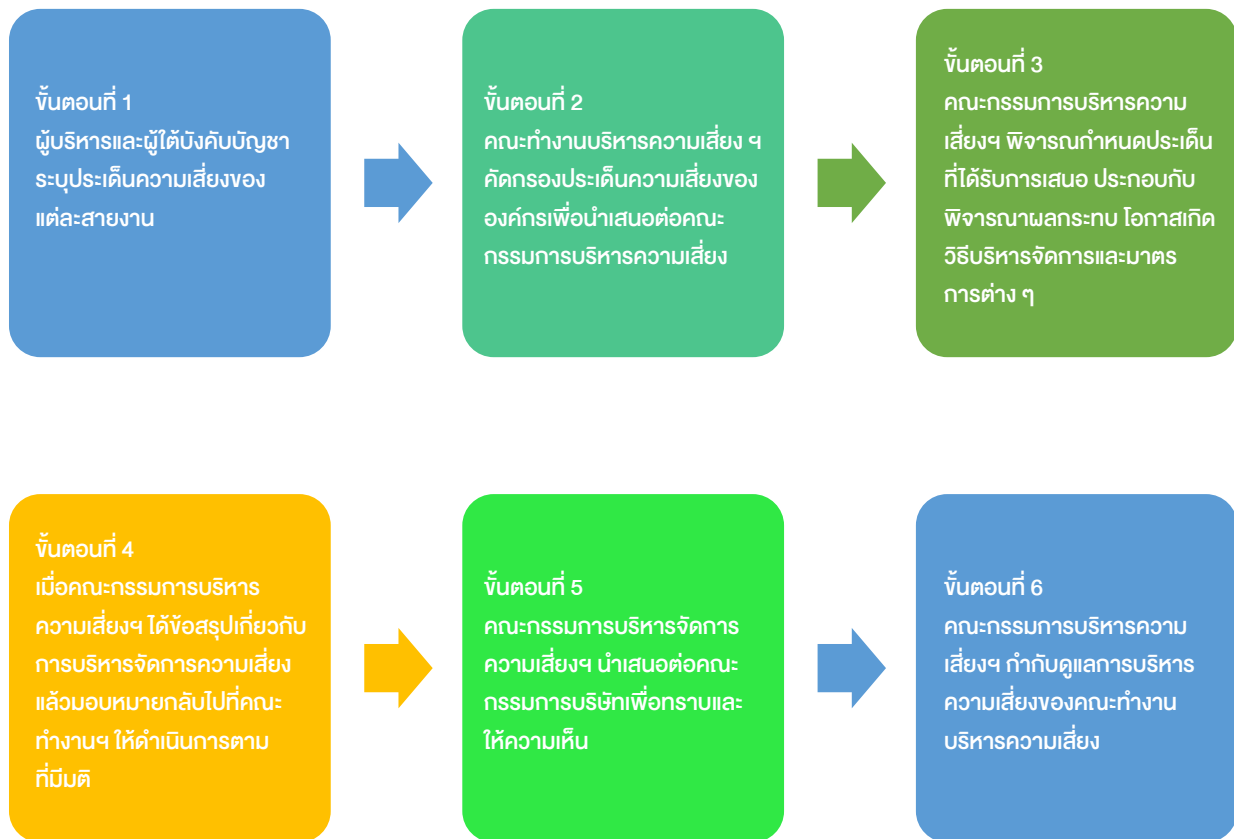 ขั้นตอนที่ 1
ผู้บริหารและผู้ใต้บังคับบัญชา
ระบุประเด็นความเสี่ยงของ
แต่ละสายงาน
ขั้นตอนที่ 2
คณะทำงานบริหารความเสี่ยง ฯ
คัดกรองประเด็นความเสี่ยงของ
องค์กรเพื่อนำเสนอต่อคณะ
กรรมการบริหารความเสี่ยง
ขั้นตอนที่ 3
คณะกรรมการบริหารความ
เสี่ยงฯ พิจารณกำหนดประเด็น
ที่ได้รับการเสนอ ประกอบกับ
พิจารณาผลกระทบ โอกาสเกิด
วิธีบริหารจัดการและมาตร
การต่าง ๆ
ขั้นตอนที่ 4
เมื่อคณะกรรมการบริหาร
ความเสี่ยงฯ ได้ข้อสรุปเกี่ยวกับ
การบริหารจัดการความเสี่ยง
แล้วมอบหมายกลับไปที่คณะ
ทำงานฯ ให้ดำเนินการตาม
ที่มีมติ
ขั้นตอนที่ 5
คณะกรรมการบริหารจัดการ
ความเสี่ยงฯ นำเสนอต่อคณะ
กรรมการบริษัทเพื่อทราบและ
ให้ความเห็น
ขั้นตอนที่ 6
คณะกรรมการบริหารความ
เสี่ยงฯ กำกับดูแลการบริหาร
ความเสี่ยงของคณะทำงาน
บริหารความเสี่ยง